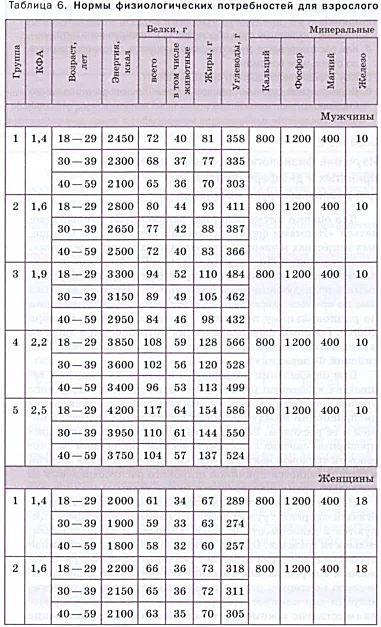 Таблица 6. Нормы физиологических потребностей для взрослого
Группа КФА Возраст, лет Энергия, ккал Белки, г всего в том числе животные Жиры, г Углеводы, г Минеральные Кальций Фосфор Магний Железо
Мужчины
1 1,4 18—29 2450 72 40 81 358 800 1200 400 10
30—39 2300 68 37 77 335
40—59 2100 65 36 70 303
2 1,6 18—29 2800 80 44 93 411 800 1200 400 10
30—39 2650 77 42 88 387
40—59 2500 72 40 83 366
3 1,9 18—29 3300 94 52 110 484 800 1200 400 10
30—39 3150 89 49 105 462
40—59 2950 84 46 98 432
4 2,2 18—29 3850 108 59 128 566 800 1200 400 10
30—39 3600 102 56 120 528
40—59 3400 96 53 113 499
5 2,5 18—29 4200 117 64 154 586 800 1200 400 10
30—39 3950 110 61 144 550
40—59 3750 104 57 137 524
Женщины
1 1,4 18—29 2000 61 34 67 289 800 1200 400 18
30—39 1900 59 33 63 274
40—59 1800 58 32 60 257
2 1,6 18—29 2200 66 36 73 318 800 1200 400 18
30—39 2150 65 36 72 311
40—59 2100 63 35 70 305